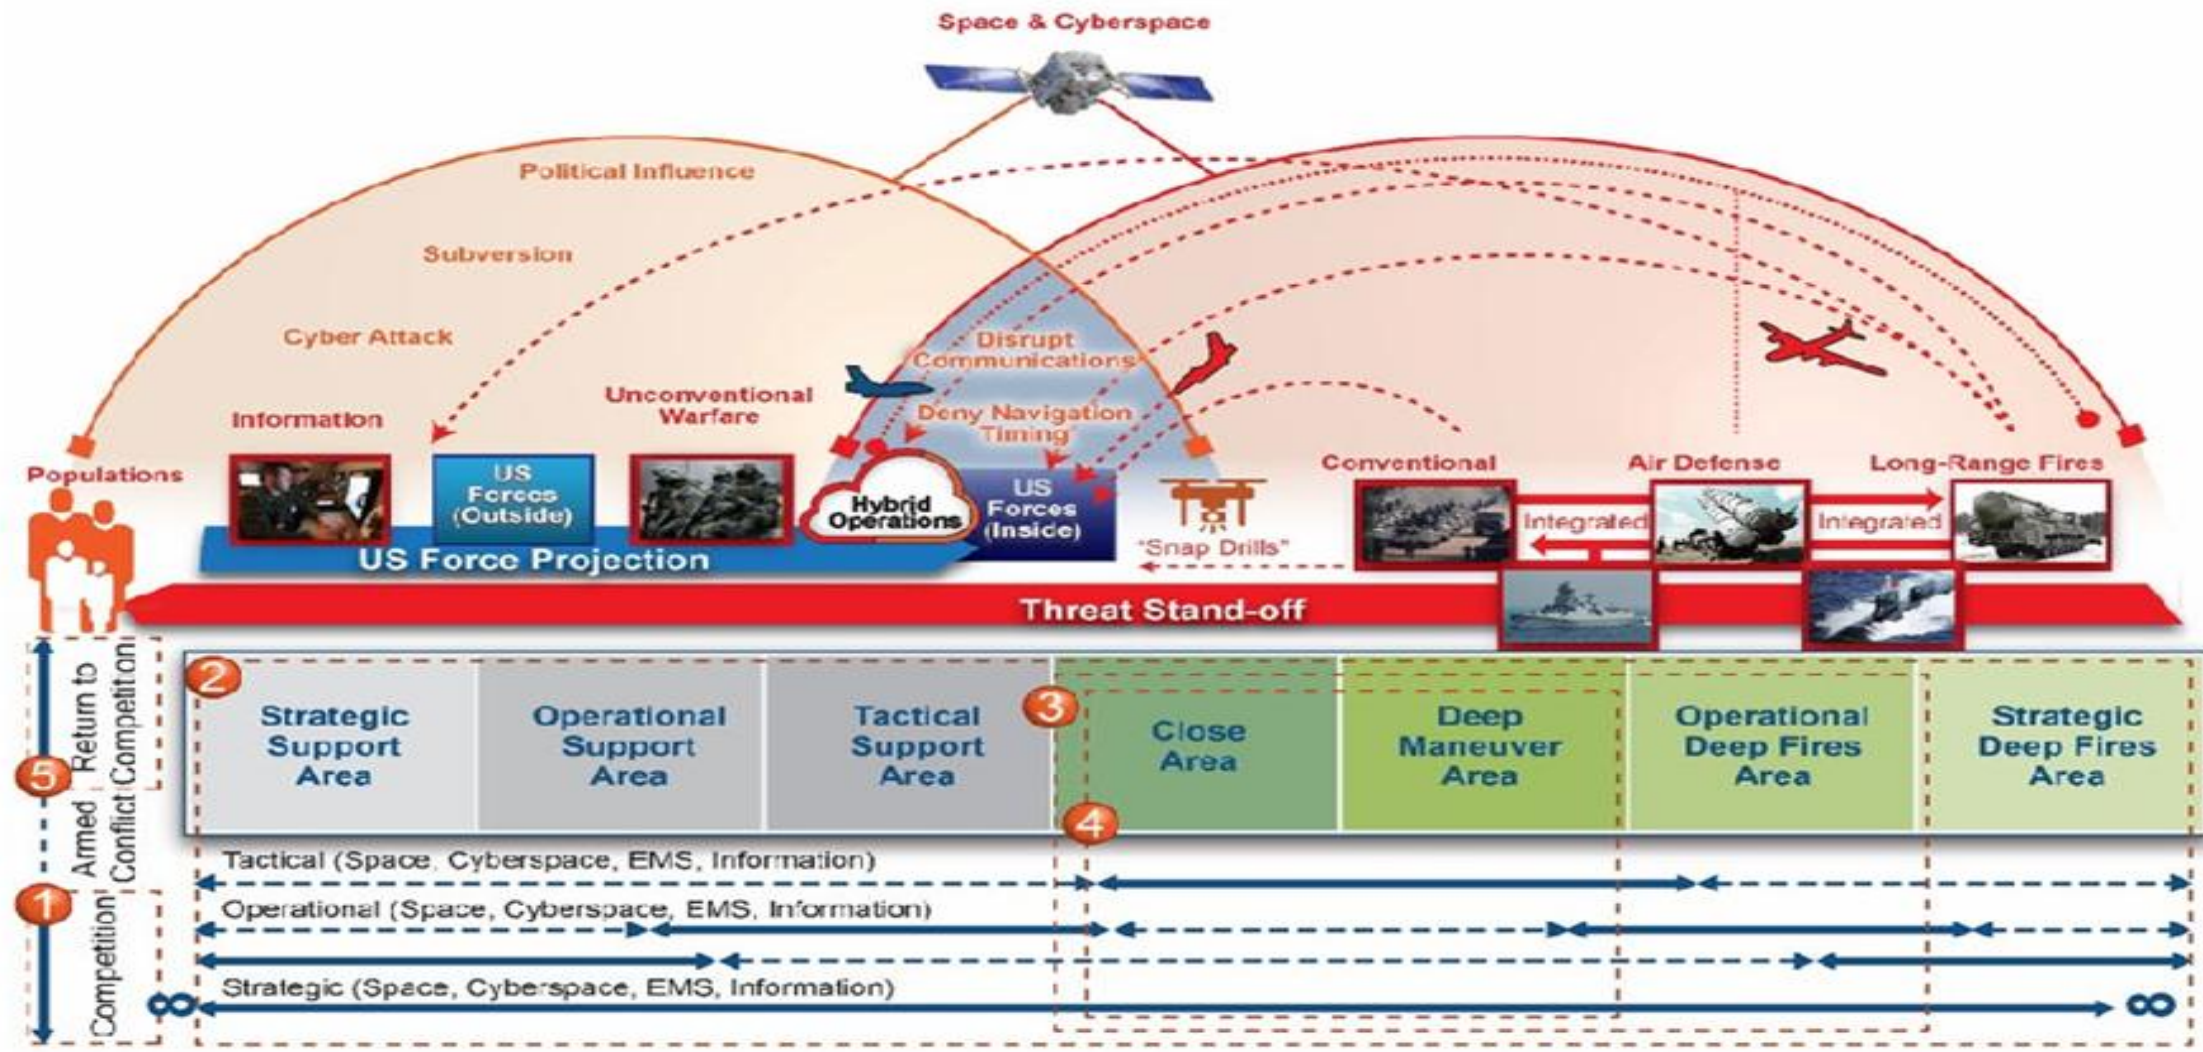 Space & Cyberspace
Political Influence
Subversion
Cyber Attack
Disrupt
Communications
Deny Navigation
Timing
Information
Unconventional
Warfare
Populations
US
Forces
(Outside)
Hybrid
Operations
US
Forces
(Inside)
"Snap Drills"
Conventional
Air Defense
Long-Range Fires
Integrated
Integrated
US Force Projection
Threat Stand-off
Return to
Competition
Armed
Conflict
Competition
1
2
3
4
5
Strategic
Support
Area
Operational
Support
Area
Tactical
Support
Area
Close
Area
Deep
Maneuver
Area
Operational
Deep Fires
Area
Strategic
Deep Fires
Area
Tactical (Space, Cyberspace, EMS, Information)
Operational (Space, Cyberspace, EMS, Information)
Strategic (Space, Cyberspace, EMS, Information)
∞ ∞